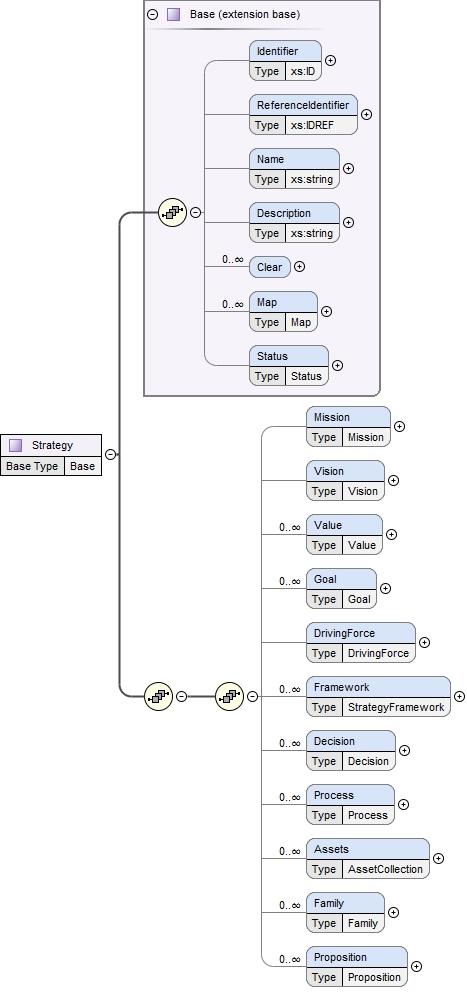 Base (extension base)
Identifier
Type xs:ID
ReferenceIdentifier
Type xs:IDREF
Name
Type xs:string
Description
Type xs:string
0..∞
Clear
0..∞
Map
Type Map
Status
Type Status
Strategy
Base Type Base
Mission
Type Mission
Vision
Type Vision
0..∞
Value
Type Value
0..∞
Goal
Type Goal
DrivingForce
Type DrivingForce
0..∞
Framework
Type StrategyFramework
0..∞
Decision
Type Decision
0..∞
Process
Type Process
0..∞
Assets
Type AssetCollection
0..∞
Family
Type Family
0..∞
Proposition
Type Proposition